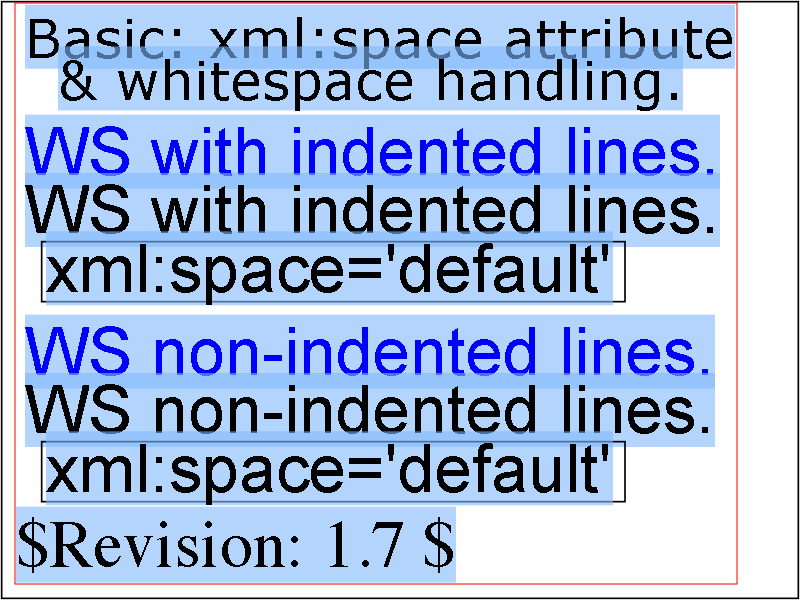 Basic: xml:space attribute
& whitespace handling.
WS with indented lines.
WS with indented lines.
xml:space='default'
WS non-indented lines.
WS non-indented lines.
xml:space='default'
$Revision: 1.7 $